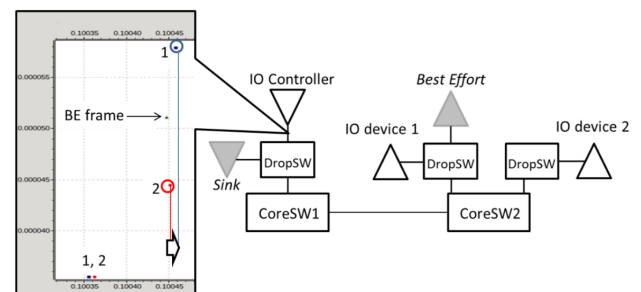 0.10035 0.10040 0.10045
1
0.000055
BE frame
0.000050
0.000045
2
0.000040
1, 2
0.10035 0.10040 0.10045
IO Controller
Best Effort
IO device 1
IO device 2
DropSW
DropSW
DropSW
Sink
CoreSW1
CoreSW2